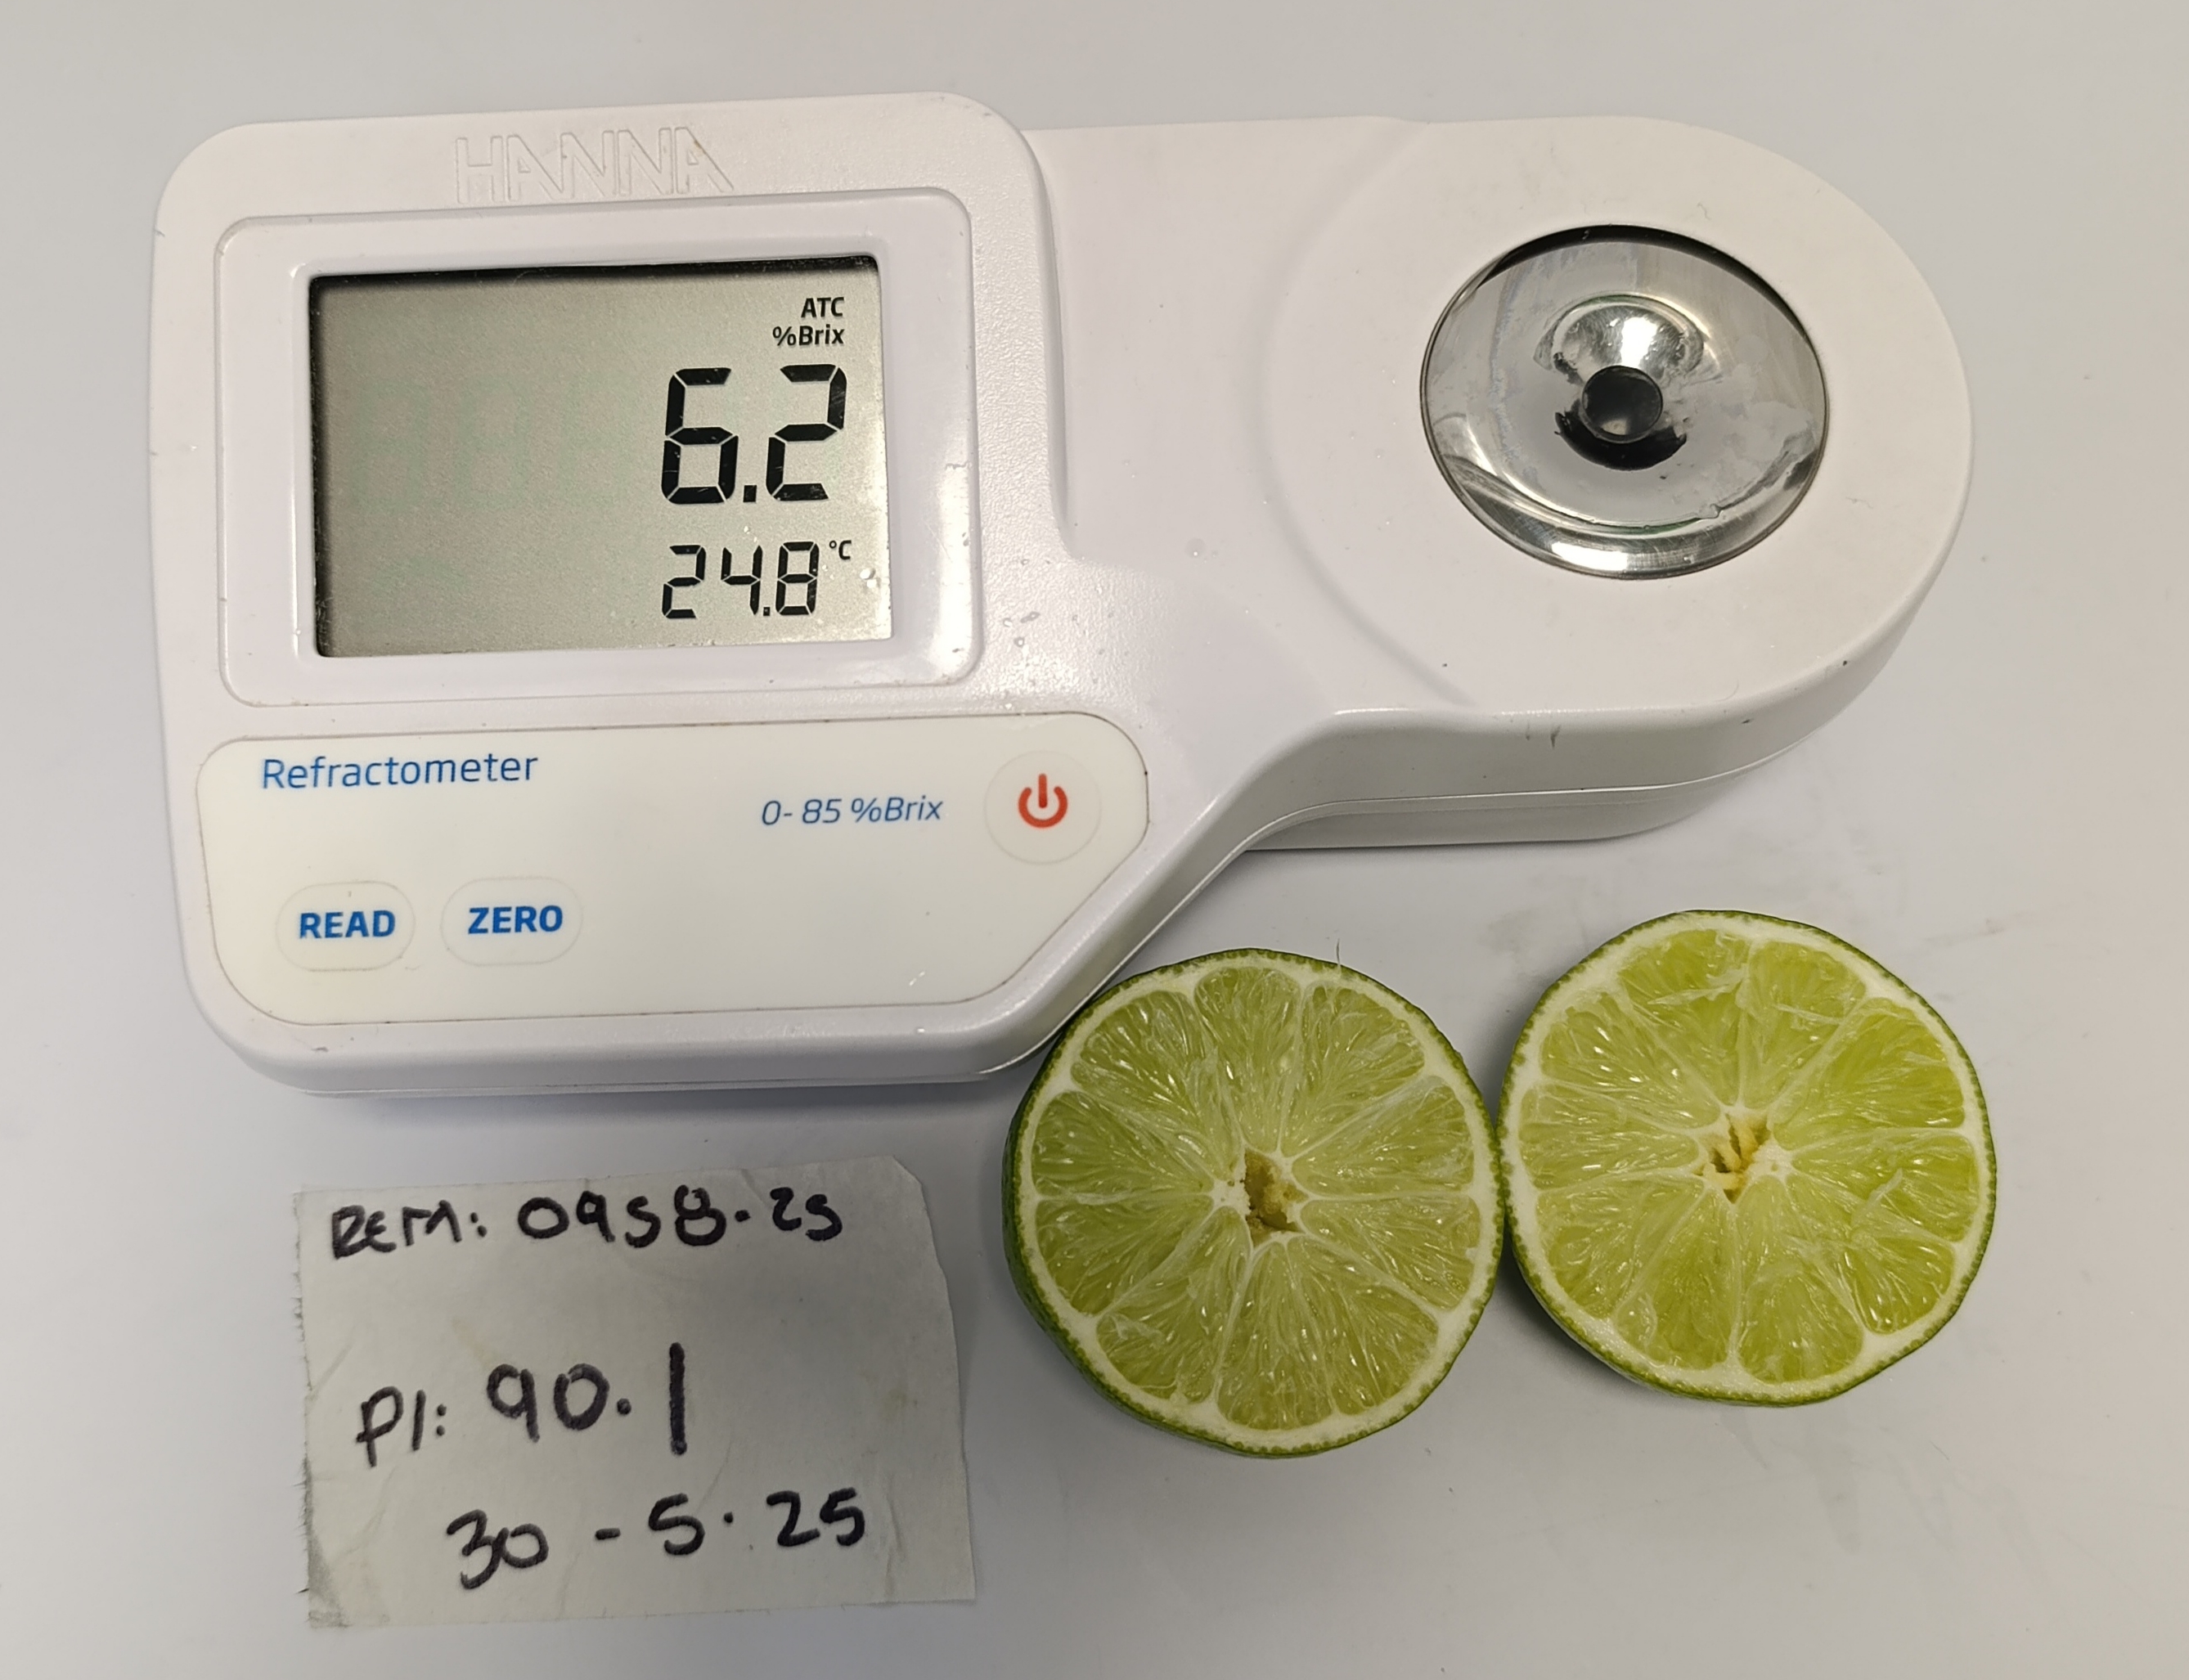 HANNA
ATC
%Brix
6.2
24.8 °C
Refractometer
0- 85 %Brix
READ ZERO
REM: 0958.25
P1: 90.1
30 - 5. 25